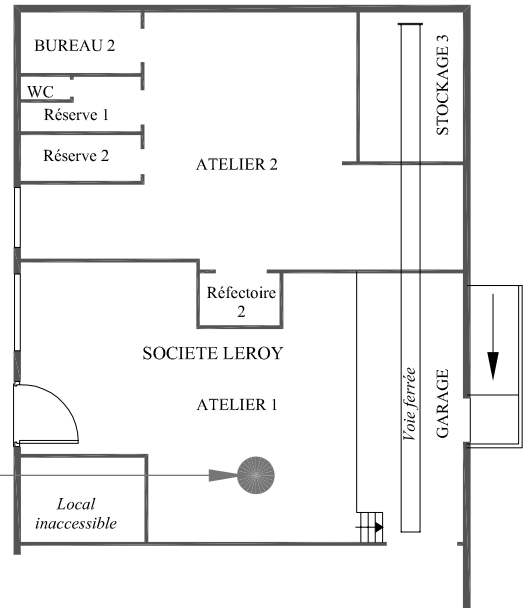 BUREAU 2
STOCKAGE 3
WC
Réserve 1
Réserve 2
ATELIER 2
Réfectoire
2
SOCIETE LEROY
ATELIER 1
Voie ferrée
GARAGE
Local
inaccessible